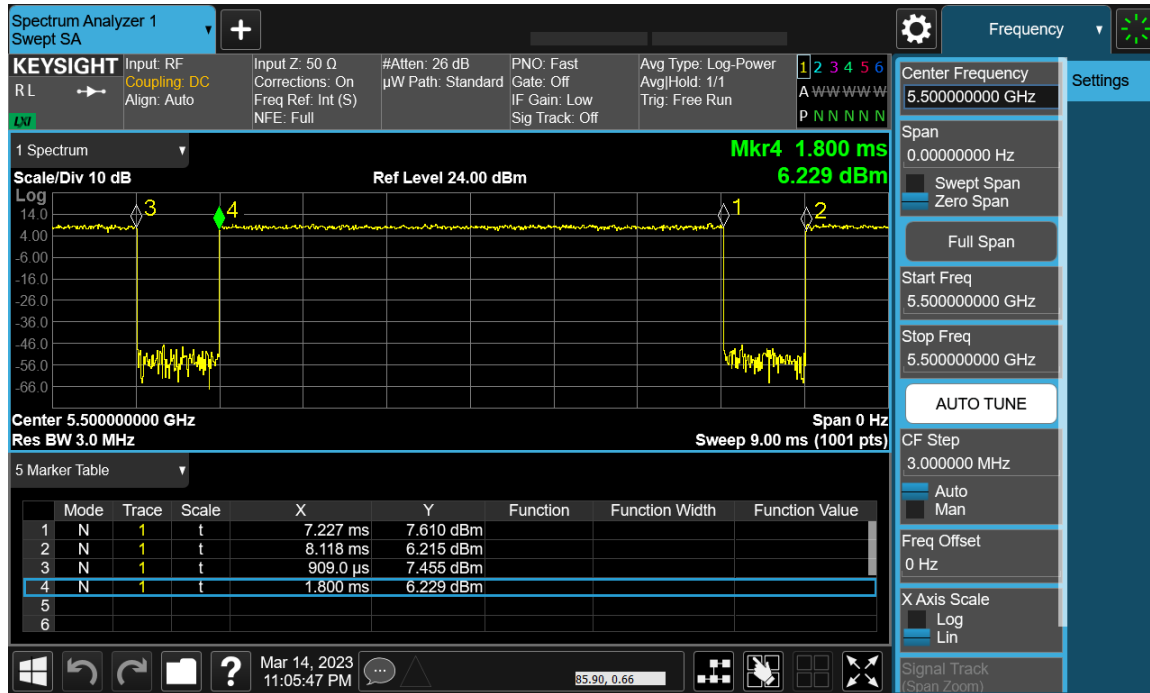 Spectrum Analyzer 1
Swept SA
Frequency
KEYSIGHT
RL
LXI
Input: RF
Coupling: DC
Align: Auto
Input Z: 50 Ω
Corrections: On
Freq Ref: Int (S)
NFE: Full
#Atten: 26 dB
µW Path: Standard
PNO: Fast
Gate: Off
IF Gain: Low
Sig Track: Off
Avg Type: Log-Power
Avg|Hold: 1/1
Trig: Free Run
1 2 3 4 5 6
A W W W W W
P N N N N N
Center Frequency
5.500000000 GHz
Settings
Span
0.00000000 Hz
Swept Span
Zero Span
Full Span
Start Freq
5.500000000 GHz
Stop Freq
5.500000000 GHz
AUTO TUNE
CF Step
3.000000 MHz
Auto
Man
Freq Offset
0 Hz
X Axis Scale
Log
Lin
Signal Track
(Span Zoom)
1 Spectrum
Mkr4 1.800 ms
6.229 dBm
Scale/Div 10 dB
Ref Level 24.00 dBm
Log
14.0
4.00
-6.00
-16.0
-26.0
-36.0
-46.0
-56.0
-66.0
3
4
1
2
Center 5.500000000 GHz
Span 0 Hz
Res BW 3.0 MHz
Sweep 9.00 ms (1001 pts)
5 Marker Table
Mode Trace Scale X Y Function Function Width Function Value
1 N 1 t 7.227 ms 7.610 dBm
2 N 1 t 8.118 ms 6.215 dBm
3 N 1 t 909.0 µs 7.455 dBm
4 N 1 t 1.800 ms 6.229 dBm
5
6
?
Mar 14, 2023
11:05:47 PM
85.90, 0.66